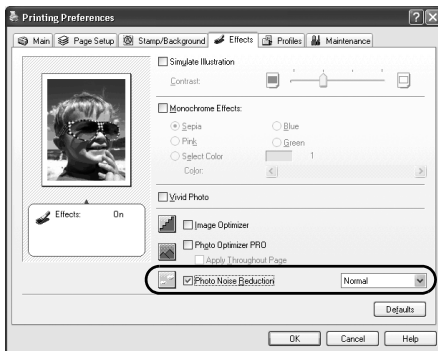 Printing Preferences
Main Page Setup Stamp/Background Effects Profiles Maintenance
Simulate Illustration
Contrast:
Monochrome Effects:
Sepia Blue
Pink Green
Select Color 1
Color:
Vivid Photo
Effects: On
Image Optimizer
Photo Optimizer PRO
Apply Throughout Page
Photo Noise Reduction Normal
Defaults
OK Cancel Help